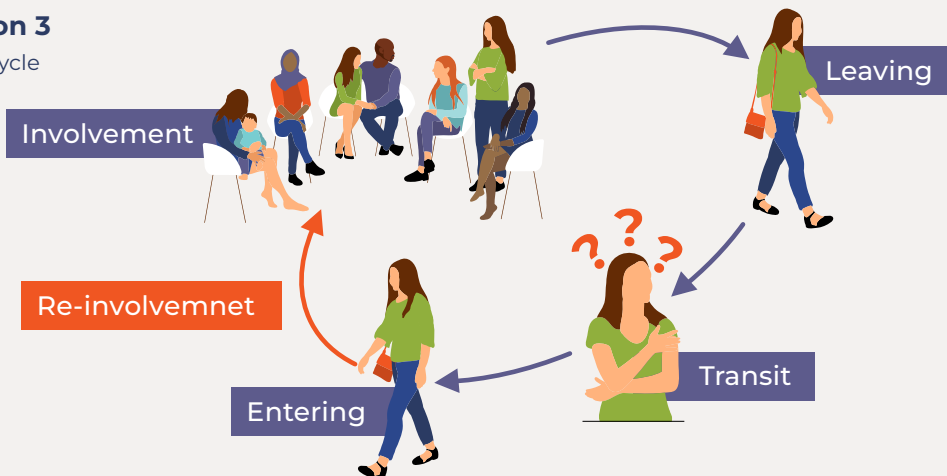 on 3
ycle
Leaving
Involvement
? ? ?
Re-involvemnet
Transit
Entering